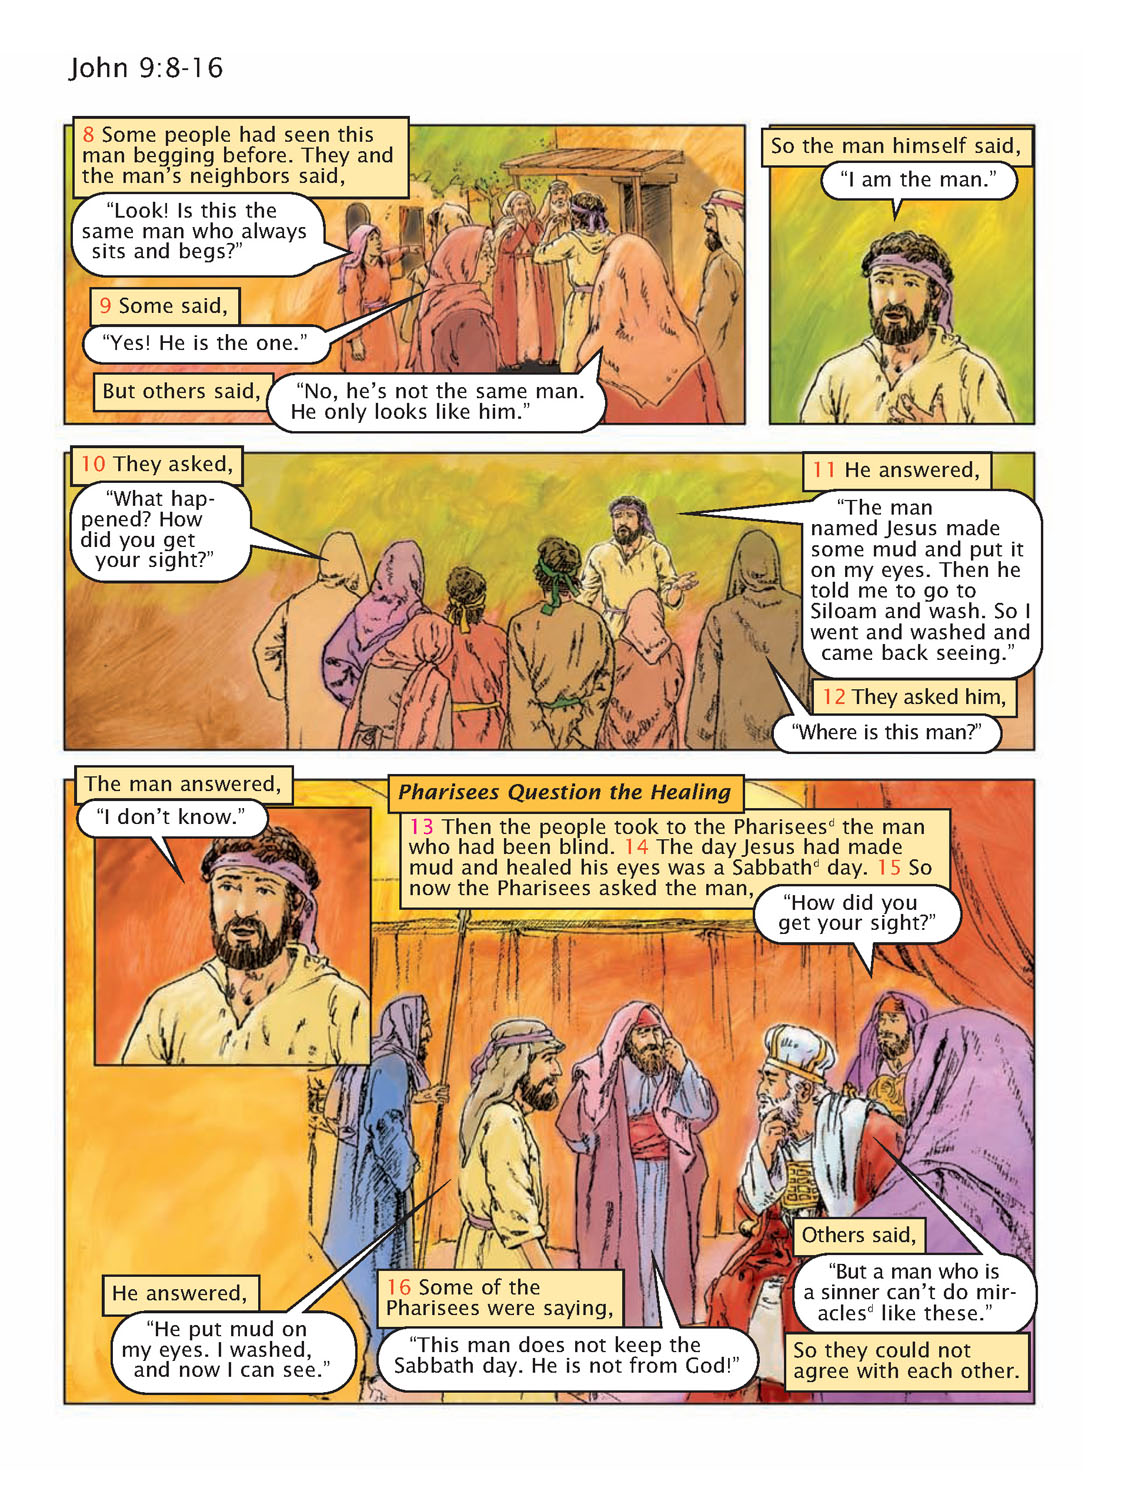 John 9:8-16
8 Some people had seen this
man begging before. They and
the man's neighbors said,
“Look! Is this the
same man who always
sits and begs?”
9 Some said,
“Yes! He is the one.”
But others said,
“No, he's not the same man.
He only looks like him.”
So the man himself said,
“I am the man.”
10 They asked,
“What hap-
pened? How
did you get
your sight?”
11 He answered,
“The man
named Jesus made
some mud and put it
on my eyes. Then he
told me to go to
Siloam and wash. So I
went and washed and
came back seeing.”
12 They asked him,
“Where is this man?”
The man answered,
“I don't know.”
Pharisees Question the Healing
13 Then the people took to the Phariseesᵈ the man
who had been blind. 14 The day Jesus had made
mud and healed his eyes was a Sabbathᵈ day. 15 So
now the Pharisees asked the man,
“How did you
get your sight?”
He answered,
“He put mud on
my eyes. I washed,
and now I can see.”
16 Some of the
Pharisees were saying,
“This man does not keep the
Sabbath day. He is not from God!”
Others said,
“But a man who is
a sinner can't do mir-
aclesᵈ like these.”
So they could not
agree with each other.